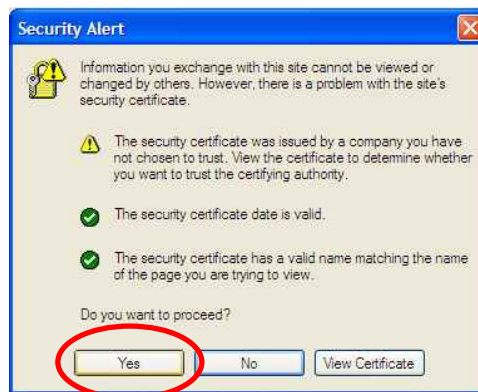 Security Alert
Information you exchange with this site cannot be viewed or
changed by others. However, there is a problem with the site's
security certificate.
The security certificate was issued by a company you have
not chosen to trust. View the certificate to determine whether
you want to trust the certifying authority.
The security certificate date is valid.
The security certificate has a valid name matching the name
of the page you are trying to view.
Do you want to proceed?
Yes No View Certificate